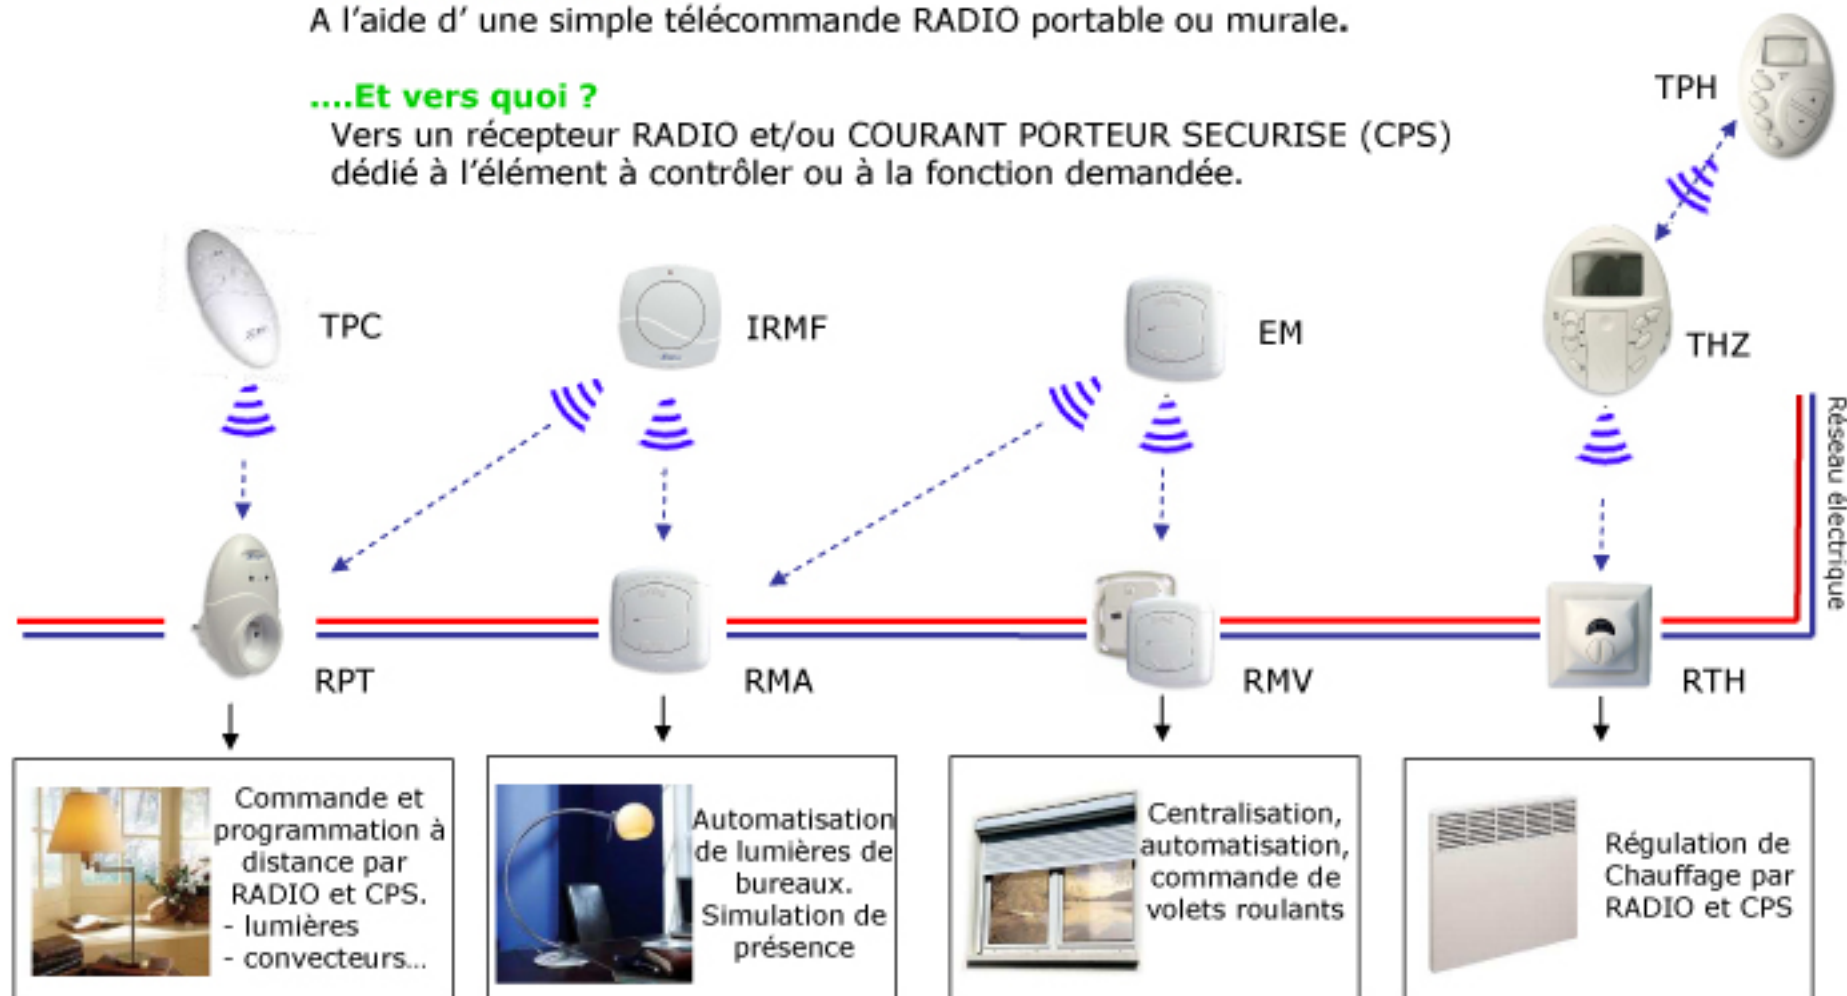 A l'aide d' une simple télécommande RADIO portable ou murale.
....Et vers quoi ?
Vers un récepteur RADIO et/ou COURANT PORTEUR SECURISE (CPS)
dédié à l'élément à contrôler ou à la fonction demandée.
TPH
TPC
IRMF
EM
THZ
Réseau électrique
RPT
RMA
RMV
RTH
Commande et
programmation à
distance par
RADIO et CPS.
- lumières
- convecteurs...
Automatisation
de lumières de
bureaux.
Simulation de
présence
Centralisation,
automatisation,
commande de
volets roulants
Régulation de
Chauffage par
RADIO et CPS